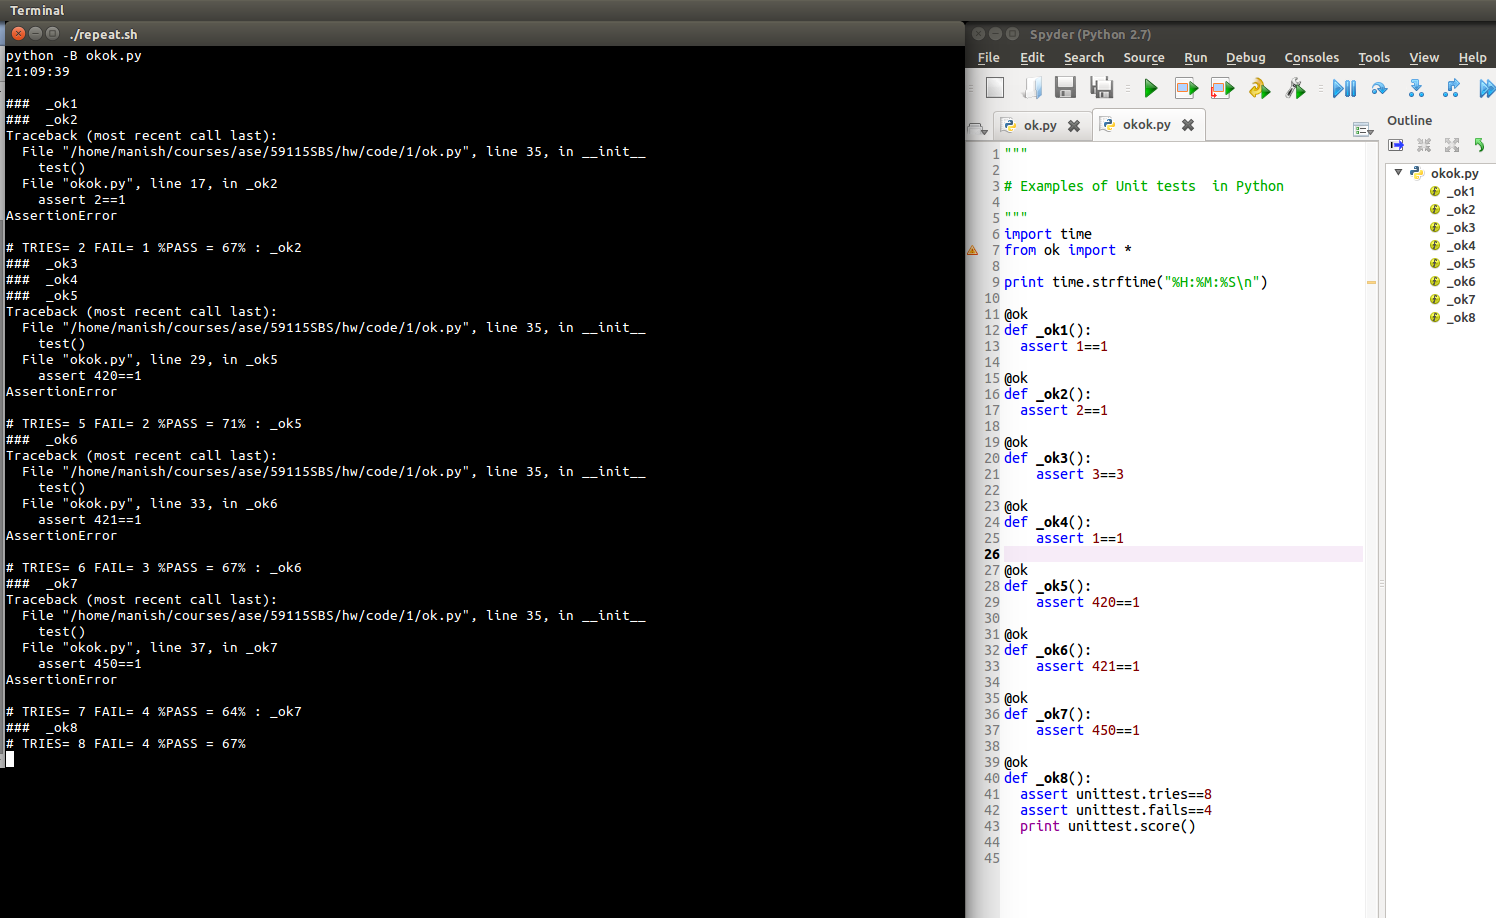 Terminal
./repeat.sh
python -B okok.py
21:09:39
###  _ok1
###  _ok2
Traceback (most recent call last):
  File "/home/manish/courses/ase/59115SBS/hw/code/1/ok.py", line 35, in __init__
    test()
  File "okok.py", line 17, in _ok2
    assert 2==1
AssertionError
# TRIES= 2 FAIL= 1 %PASS = 67% : _ok2
###  _ok3
###  _ok4
###  _ok5
Traceback (most recent call last):
  File "/home/manish/courses/ase/59115SBS/hw/code/1/ok.py", line 35, in __init__
    test()
  File "okok.py", line 29, in _ok5
    assert 420==1
AssertionError
# TRIES= 5 FAIL= 2 %PASS = 71% : _ok5
###  _ok6
Traceback (most recent call last):
  File "/home/manish/courses/ase/59115SBS/hw/code/1/ok.py", line 35, in __init__
    test()
  File "okok.py", line 33, in _ok6
    assert 421==1
AssertionError
# TRIES= 6 FAIL= 3 %PASS = 67% : _ok6
###  _ok7
Traceback (most recent call last):
  File "/home/manish/courses/ase/59115SBS/hw/code/1/ok.py", line 35, in __init__
    test()
  File "okok.py", line 37, in _ok7
    assert 450==1
AssertionError
# TRIES= 7 FAIL= 4 %PASS = 64% : _ok7
###  _ok8
# TRIES= 8 FAIL= 4 %PASS = 67%
Spyder (Python 2.7)
File Edit Search Source Run Debug Consoles Tools View Help
ok.py okok.py
1 """
2
3 # Examples of Unit tests  in Python
4
5 """
6 import time
7 from ok import *
8
9 print time.strftime("%H:%M:%S\n")
10
11 @ok
12 def _ok1():
13   assert 1==1
14
15 @ok
16 def _ok2():
17   assert 2==1
18
19 @ok
20 def _ok3():
21     assert 3==3
22
23 @ok
24 def _ok4():
25     assert 1==1
26
27 @ok
28 def _ok5():
29     assert 420==1
30
31 @ok
32 def _ok6():
33     assert 421==1
34
35 @ok
36 def _ok7():
37     assert 450==1
38
39 @ok
40 def _ok8():
41   assert unittest.tries==8
42   assert unittest.fails==4
43   print unittest.score()
44
45
Outline
okok.py
_ok1
_ok2
_ok3
_ok4
_ok5
_ok6
_ok7
_ok8